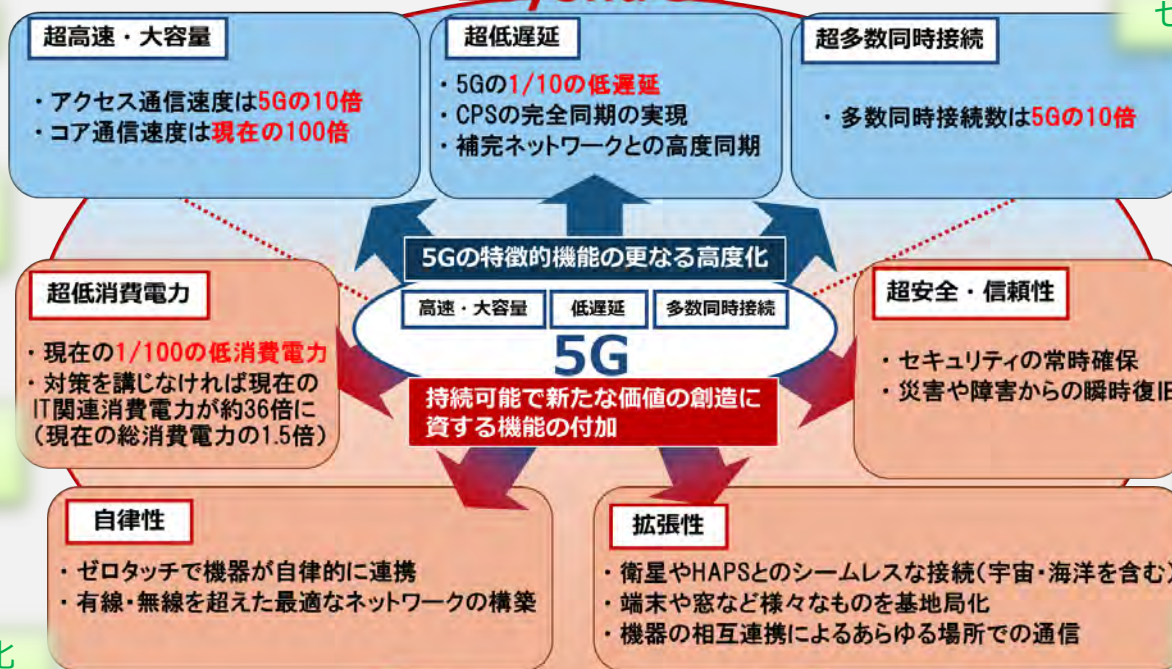 超高速・大容量
・アクセス通信速度は5Gの10倍
・コア通信速度は現在の100倍
超低遅延
・5Gの1/10の低遅延
・CPSの完全同期の実現
・補完ネットワークとの高度同期
超多数同時接続
・多数同時接続数は5Gの10倍
5Gの特徴的機能の更なる高度化
高速・大容量
低遅延
多数同時接続
5G
持続可能で新たな価値の創造に
資する機能の付加
超低消費電力
・現在の1/100の低消費電力
・対策を講じなければ現在の
IT関連消費電力が約36倍に
（現在の総消費電力の1.5倍）
超安全・信頼性
・セキュリティの常時確保
・災害や障害からの瞬時復旧
自律性
・ゼロタッチで機器が自律的に連携
・有線・無線を超えた最適なネットワークの構築
拡張性
・衛星やHAPSとのシームレスな接続(宇宙・海洋を含む)
・端末や窓など様々なものを基地局化
・機器の相互連携によるあらゆる場所での通信
化